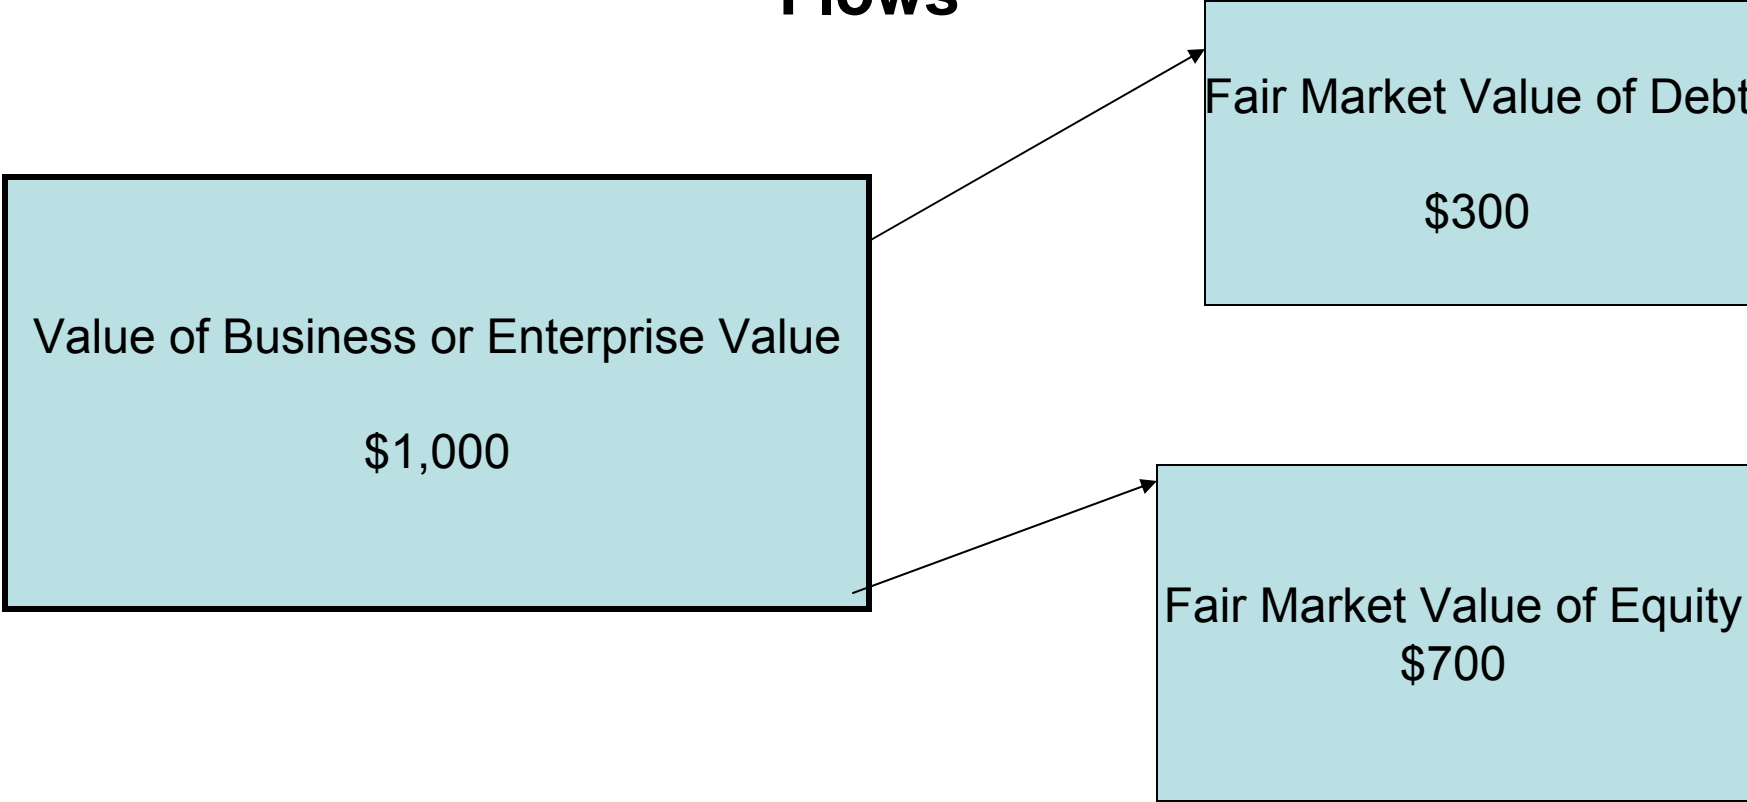 Flows
Fair Market Value of Debt
$300
Value of Business or Enterprise Value
$1,000
Fair Market Value of Equity
$700